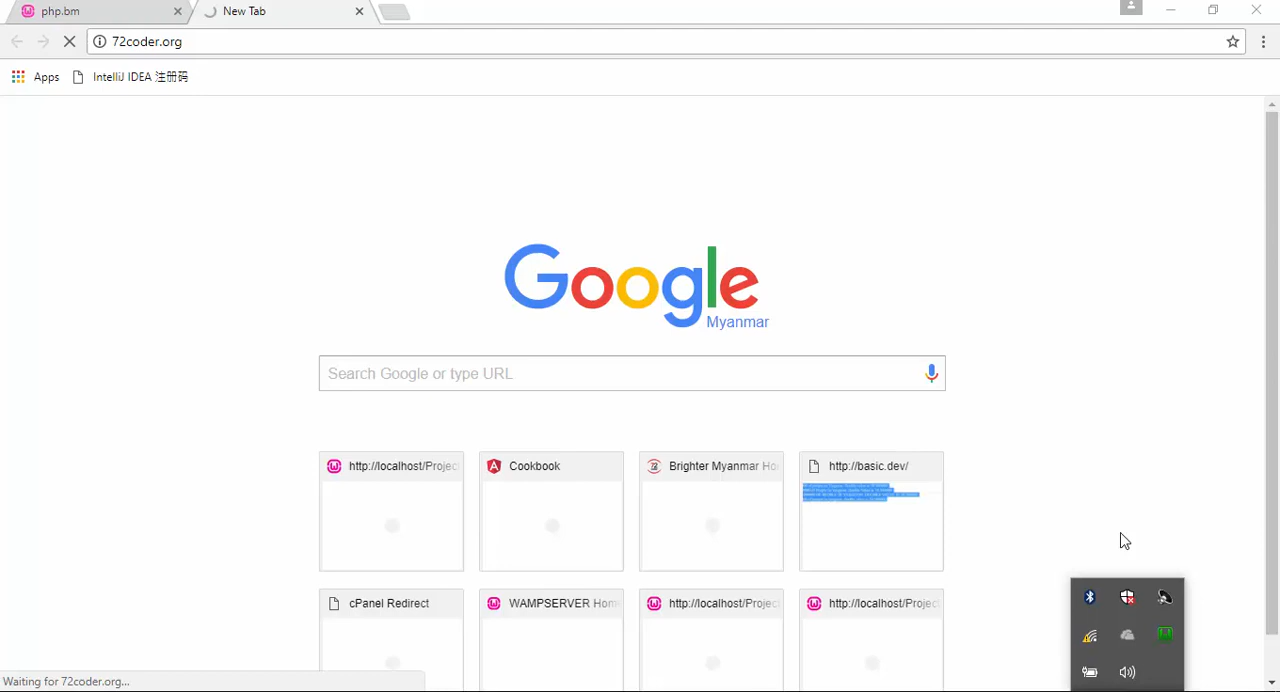 php.bm
New Tab
72coder.org
Apps
IntelliJ IDEA 注册码
Google
Myanmar
Search Google or type URL
http://localhost/Projec
Cookbook
Brighter Myanmar Ho
http://basic.dev/
cPanel Redirect
WAMPSERVER Hom
http://localhost/Projec
http://localhost/Projec
Waiting for 72coder.org...